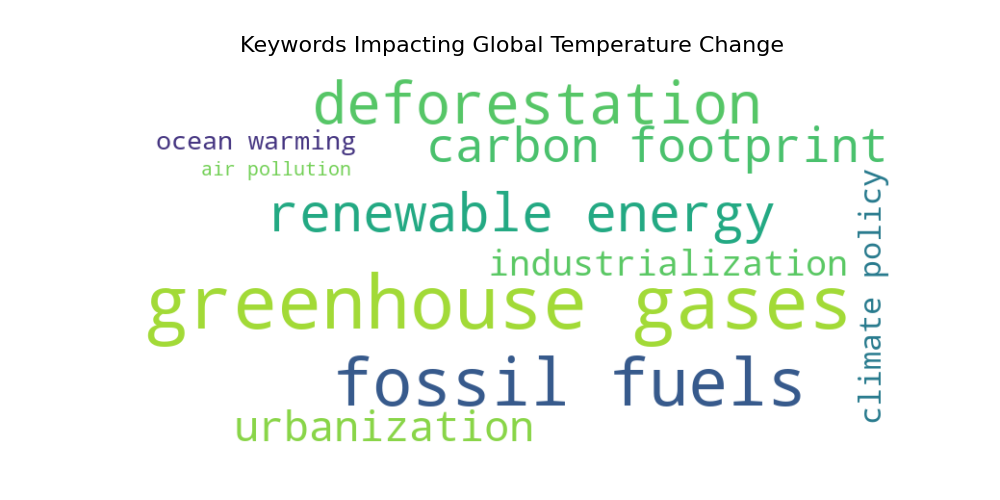 Keywords Impacting Global Temperature Change
deforestation
ocean warming
carbon footprint
air pollution
climate policy
renewable energy
industrialization
greenhouse gases
fossil fuels
urbanization